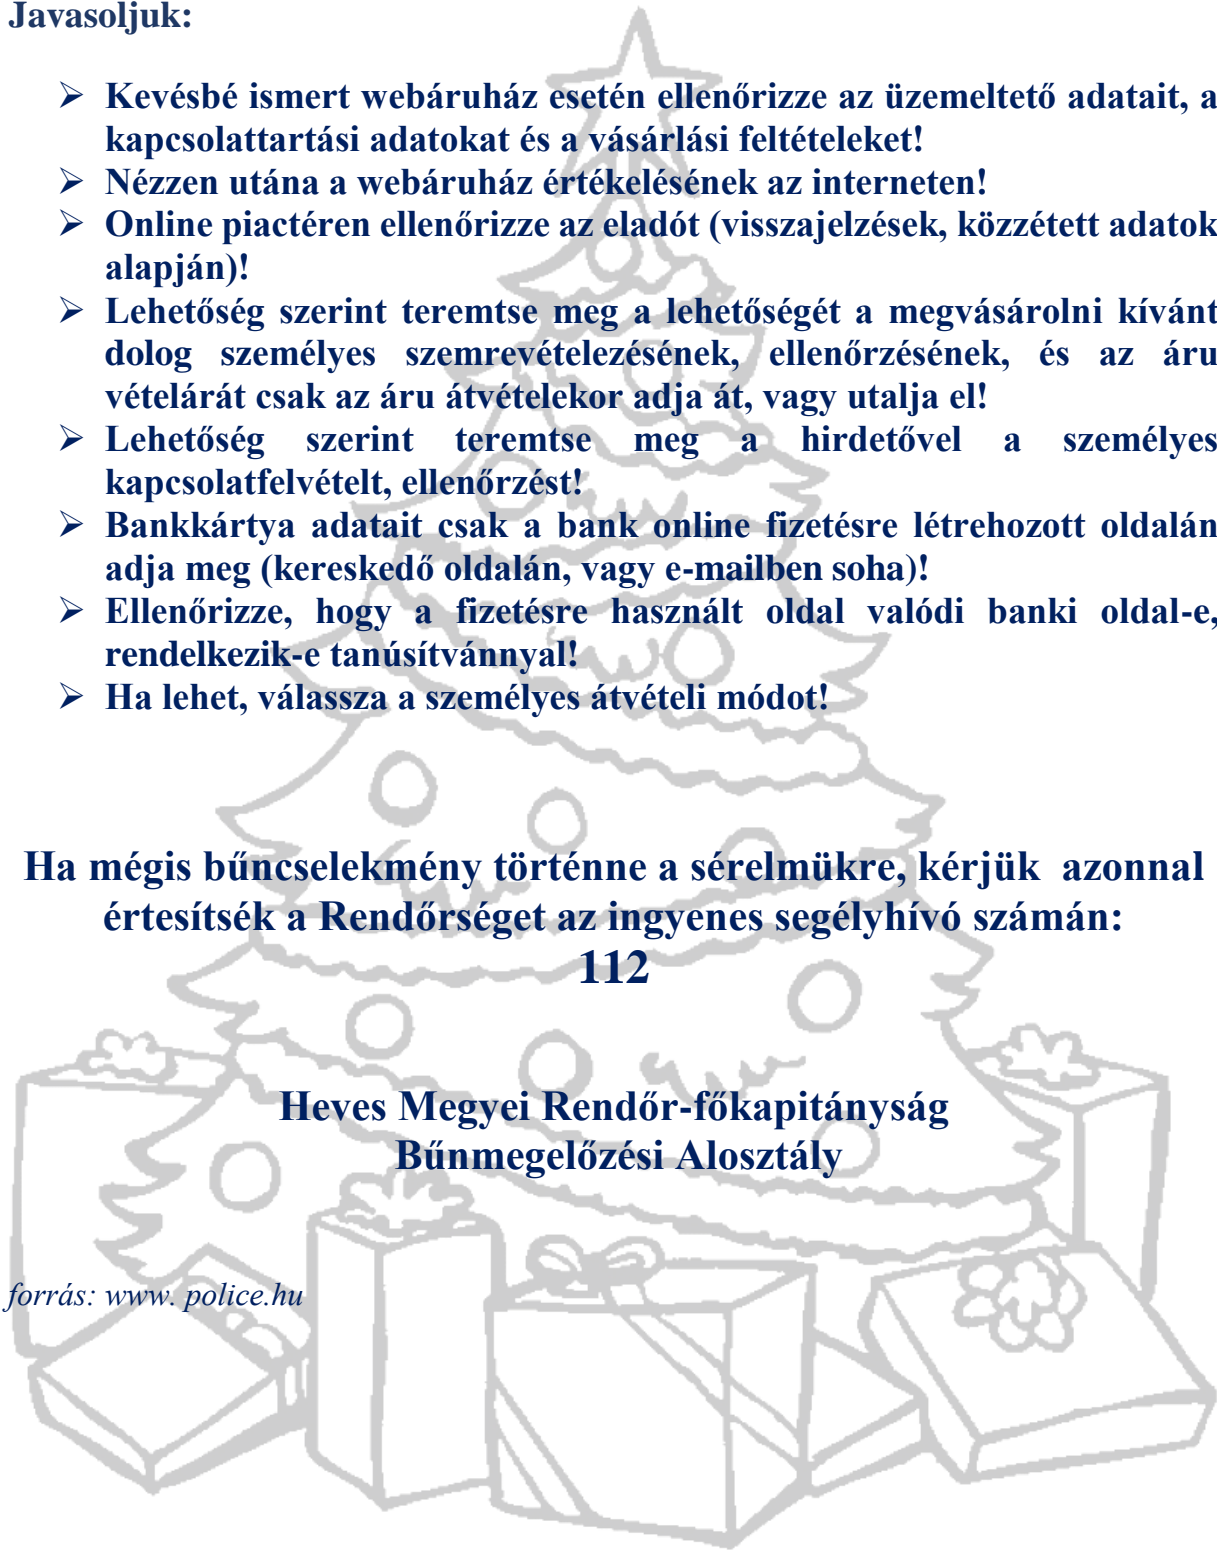 Javasoljuk:
➢ Kevésbé ismert webáruház esetén ellenőrizze az üzemeltető adatait, a
kapcsolattartási adatokat és a vásárlási feltételeket!
➢ Nézzen utána a webáruház értékelésének az interneten!
➢ Online piactéren ellenőrizze az eladót (visszajelzések, közzétett adatok
alapján)!
➢ Lehetőség szerint teremtse meg a lehetőségét a megvásárolni kívánt
dolog személyes szemrevételezésének, ellenőrzésének, és az áru
vételárát csak az áru átvételekor adja át, vagy utalja el!
➢ Lehetőség szerint teremtse meg a hirdetővel a személyes
kapcsolatfelvételt, ellenőrzést!
➢ Bankkártya adatait csak a bank online fizetésre létrehozott oldalán
adja meg (kereskedő oldalán, vagy e-mailben soha)!
➢ Ellenőrizze, hogy a fizetésre használt oldal valódi banki oldal-e,
rendelkezik-e tanúsítvánnyal!
➢ Ha lehet, válassza a személyes átvételi módot!
Ha mégis bűncselekmény történne a sérelmükre, kérjük azonnal
értesítsék a Rendőrséget az ingyenes segélyhívó számán:
112
Heves Megyei Rendőr-főkapitányság
Bűnmegelőzési Alosztály
forrás: www. police.hu